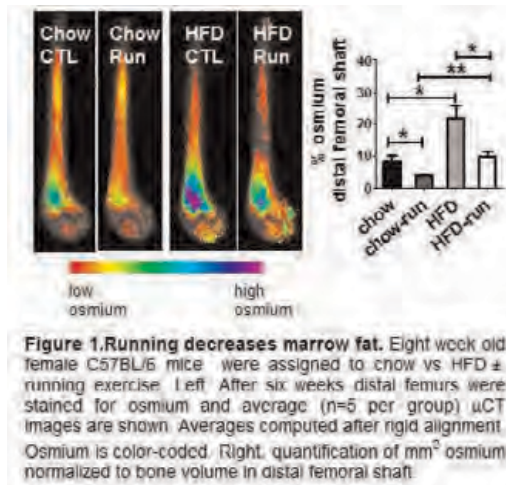 Chow CTL
Chow Run
HFD CTL
HFD Run
% osmium
distal femoral shaft
40
30
20
10
0
*
**
*
*
chow
chow-run
HFD
HFD-run
low osmium
high osmium
Figure 1.Running decreases marrow fat. Eight week old
female C57BL/6 mice were assigned to chow vs HFD ±
running exercise. Left. After six weeks distal femurs were
stained for osmium and average (n=5 per group) µCT
images are shown. Averages computed after rigid alignment.
Osmium is color-coded. Right, quantification of mm³ osmium
normalized to bone volume in distal femoral shaft